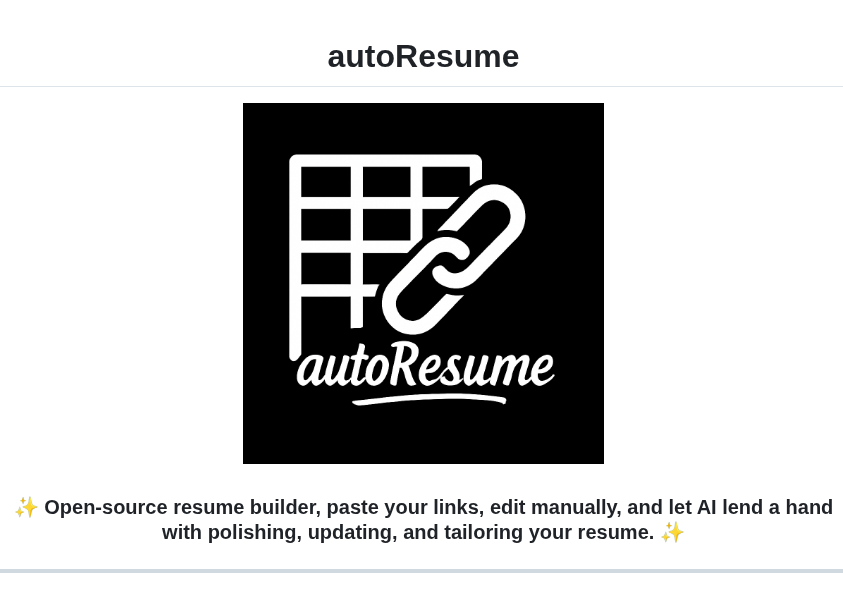 autoResume
autoResume
✨ Open-source resume builder, paste your links, edit manually, and let AI lend a hand
with polishing, updating, and tailoring your resume. ✨